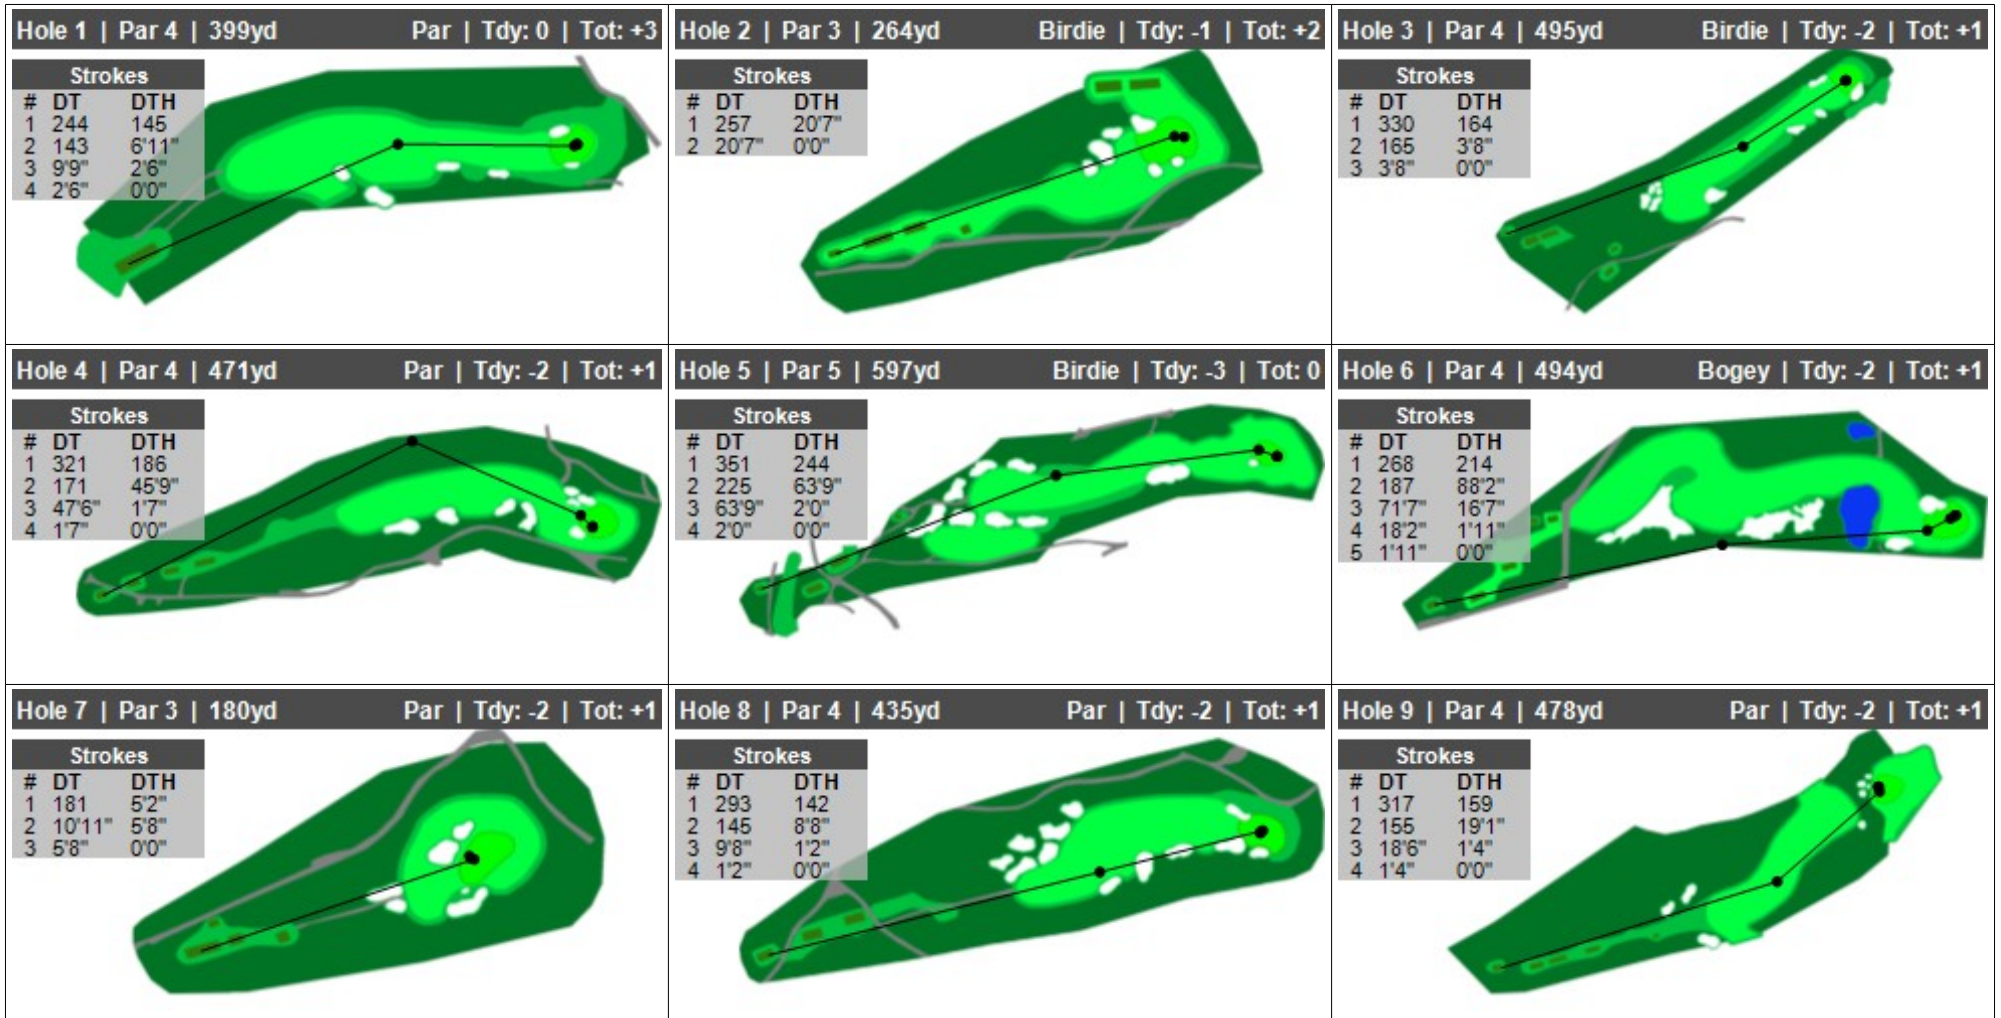 Hole 1 | Par 4 | 399yd Par | Tdy: 0 | Tot: +3
Strokes
# DT DTH
1 244 145
2 143 6'11"
3 9'9" 2'6"
4 2'6" 0'0"
Hole 2 | Par 3 | 264yd Birdie | Tdy: -1 | Tot: +2
Strokes
# DT DTH
1 257 20'7"
2 20'7" 0'0"
Hole 3 | Par 4 | 495yd Birdie | Tdy: -2 | Tot: +1
Strokes
# DT DTH
1 330 164
2 165 3'8"
3 3'8" 0'0"
Hole 4 | Par 4 | 471yd Par | Tdy: -2 | Tot: +1
Strokes
# DT DTH
1 321 186
2 171 45'9"
3 47'6" 1'7"
4 1'7" 0'0"
Hole 5 | Par 5 | 597yd Birdie | Tdy: -3 | Tot: 0
Strokes
# DT DTH
1 351 244
2 225 63'9"
3 63'9" 2'0"
4 2'0" 0'0"
Hole 6 | Par 4 | 494yd Bogey | Tdy: -2 | Tot: +1
Strokes
# DT DTH
1 268 214
2 187 88'2"
3 71'7" 16'7"
4 18'2" 1'11"
5 1'11" 0'0"
Hole 7 | Par 3 | 180yd Par | Tdy: -2 | Tot: +1
Strokes
# DT DTH
1 181 5'2"
2 10'11" 5'8"
3 5'8" 0'0"
Hole 8 | Par 4 | 435yd Par | Tdy: -2 | Tot: +1
Strokes
# DT DTH
1 293 142
2 145 8'8"
3 9'8" 1'2"
4 1'2" 0'0"
Hole 9 | Par 4 | 478yd Par | Tdy: -2 | Tot: +1
Strokes
# DT DTH
1 317 159
2 155 19'1"
3 18'6" 1'4"
4 1'4" 0'0"